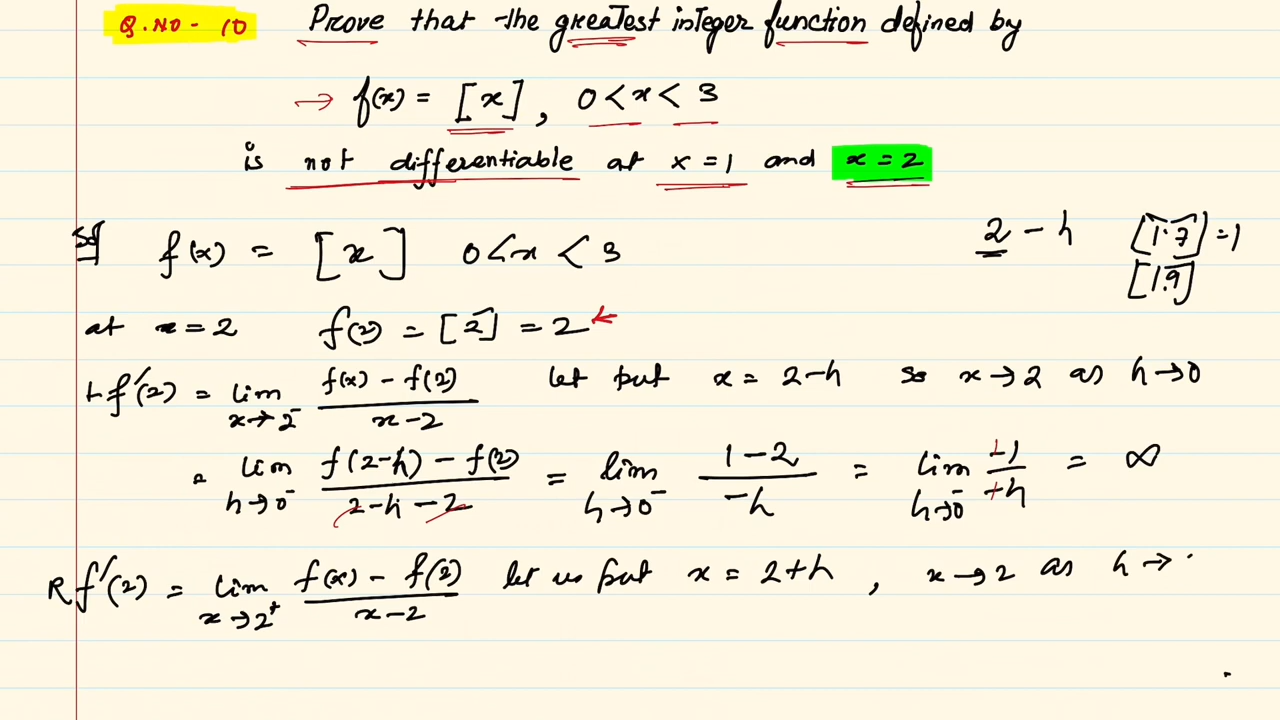 Q.NO - 10 Prove that the greatest integer function defined by
→ f(x) = [x], 0 < x < 3
is not differentiable at x = 1 and x = 2
Sol f(x) = [x] 0 < x < 3
2 - h [1.7] = 1
[1.9]
at x = 2 f(2) = [2] = 2 ←
Lf'(2) = lim x→2⁻ (f(x) - f(2))/(x - 2) let put x = 2-h so x→2 as h→0
= lim h→0⁻ (f(2-h) - f(2))/(2-h-2) = lim h→0⁻ (1-2)/(-h) = lim h→0⁻ (-1)/(-h) = ∞
Rf'(2) = lim x→2⁺ (f(x) - f(2))/(x - 2) let us put x = 2+h, x→2 as h→